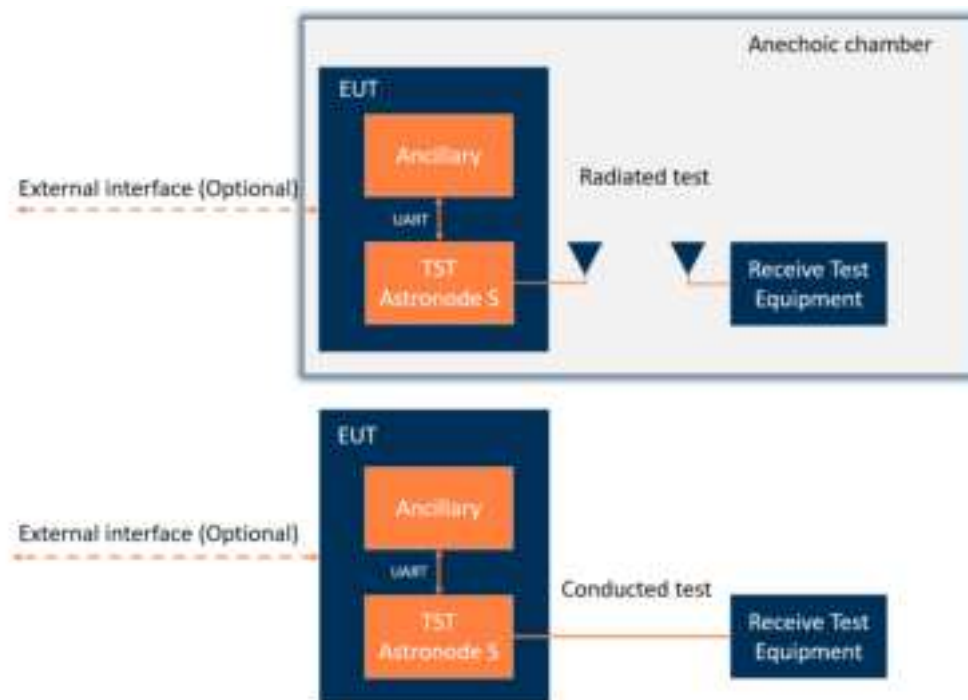 Anechoic chamber
EUT
Ancillary
External interface (Optional)
Radiated test
UART
TST
Astronode S
Receive Test
Equipment
EUT
Ancillary
External interface (Optional)
UART
Conducted test
TST
Astronode S
Receive Test
Equipment